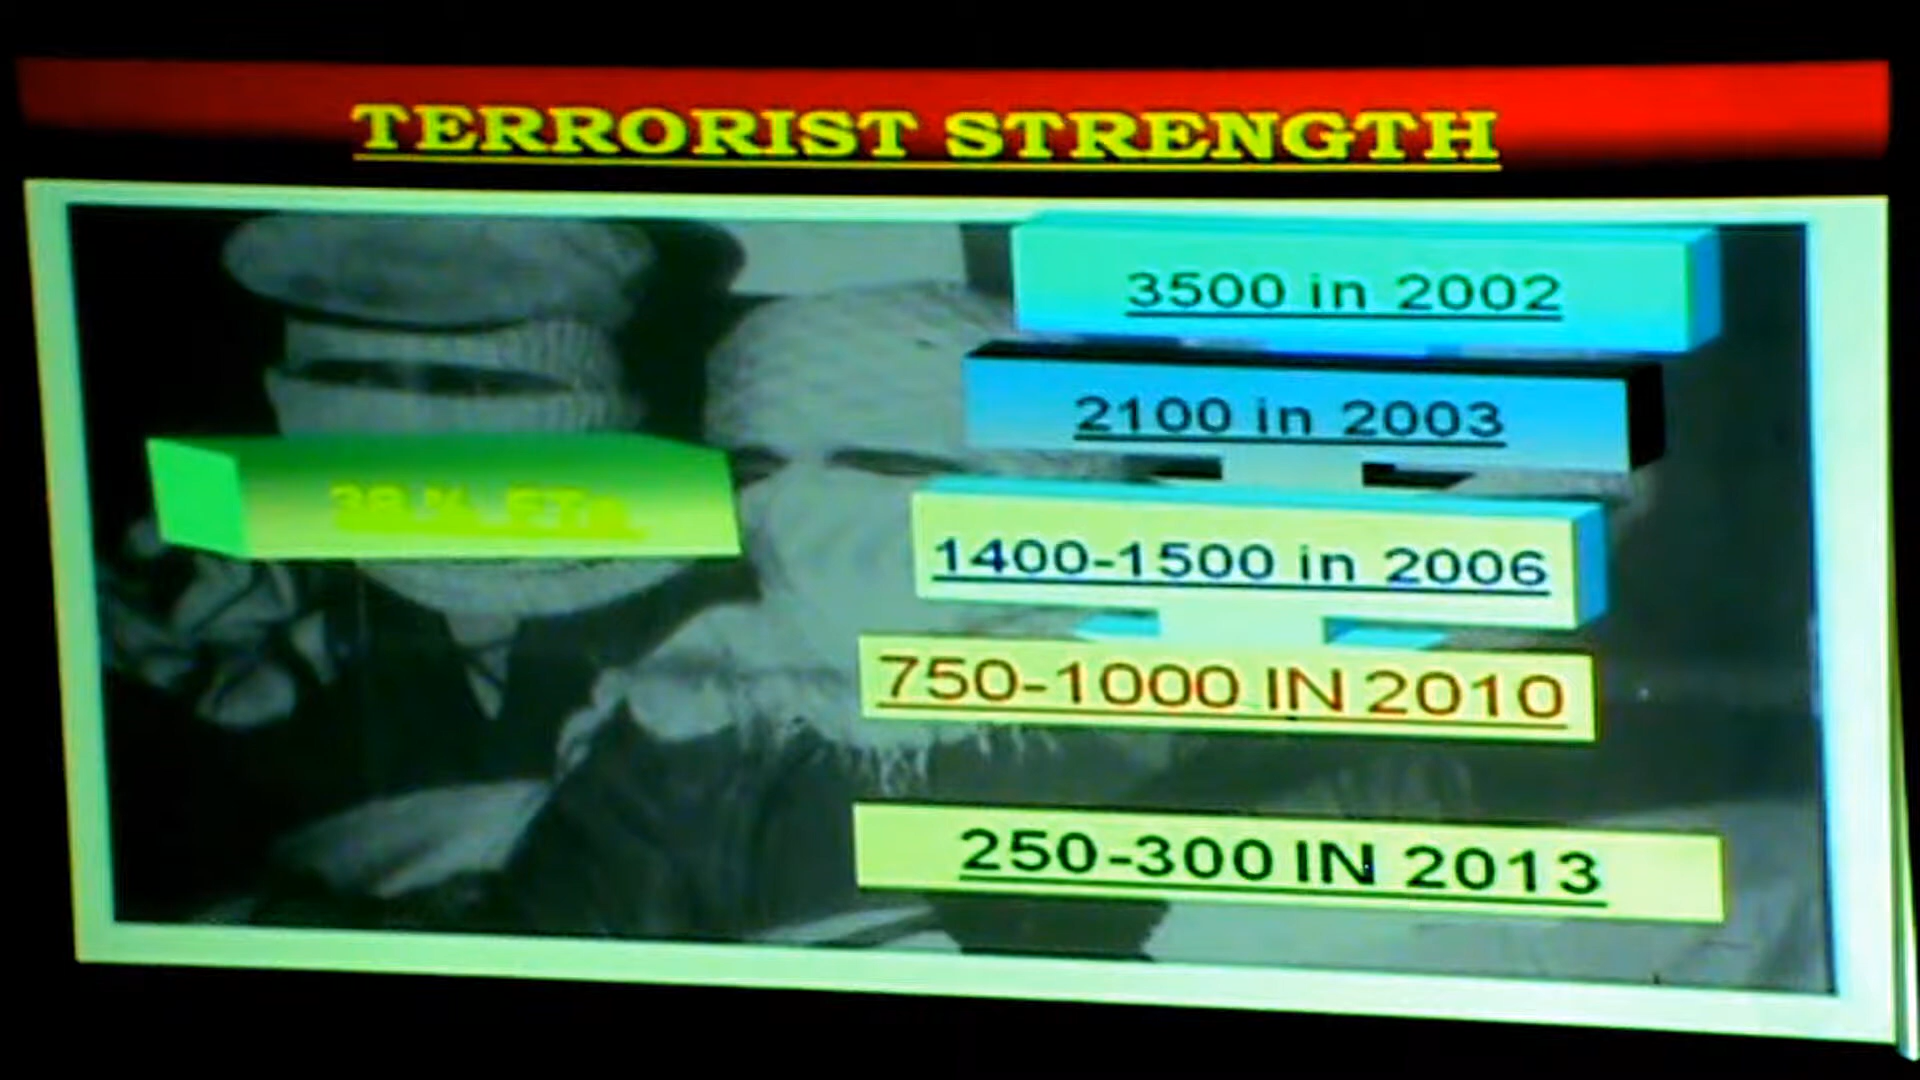 TERRORIST STRENGTH
3500 in 2002
2100 in 2003
1400-1500 in 2006
750-1000 IN 2010
250-300 IN 2013